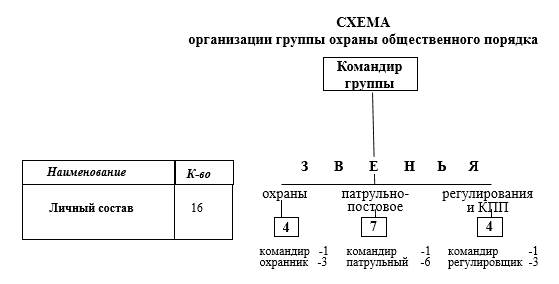 СХЕМА
организации группы охраны общественного порядка
Командир
группы
З В Е Н Ь Я
Наименование К-во
Личный состав 16
охраны патрульно-
постовое регулирования
и КПП
4 7 4
командир -1 командир -1 командир -1
охранник -3 патрульный -6 регулировщик -3